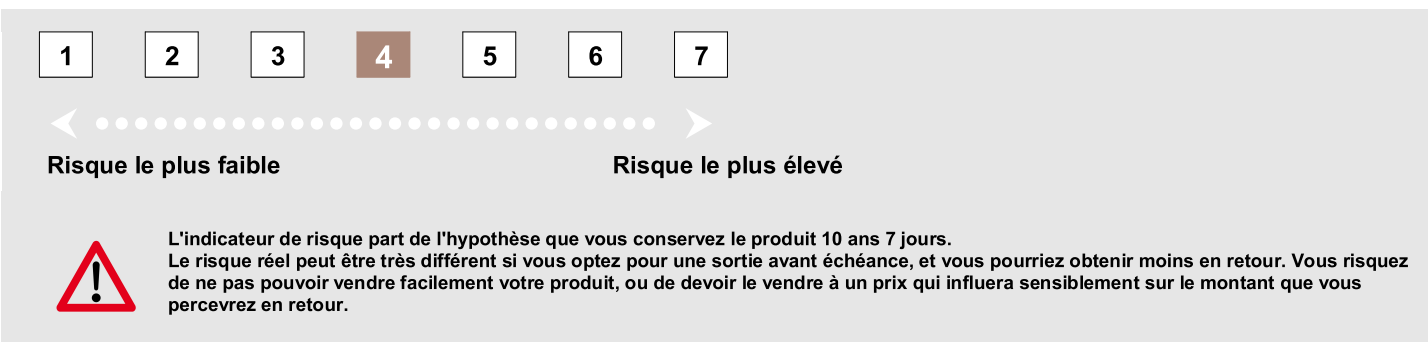 1 2 3 4 5 6 7
Risque le plus faible Risque le plus élevé
L'indicateur de risque part de l'hypothèse que vous conservez le produit 10 ans 7 jours.
Le risque réel peut être très différent si vous optez pour une sortie avant échéance, et vous pourriez obtenir moins en retour. Vous risquez
de ne pas pouvoir vendre facilement votre produit, ou de devoir le vendre à un prix qui influera sensiblement sur le montant que vous
percevrez en retour.